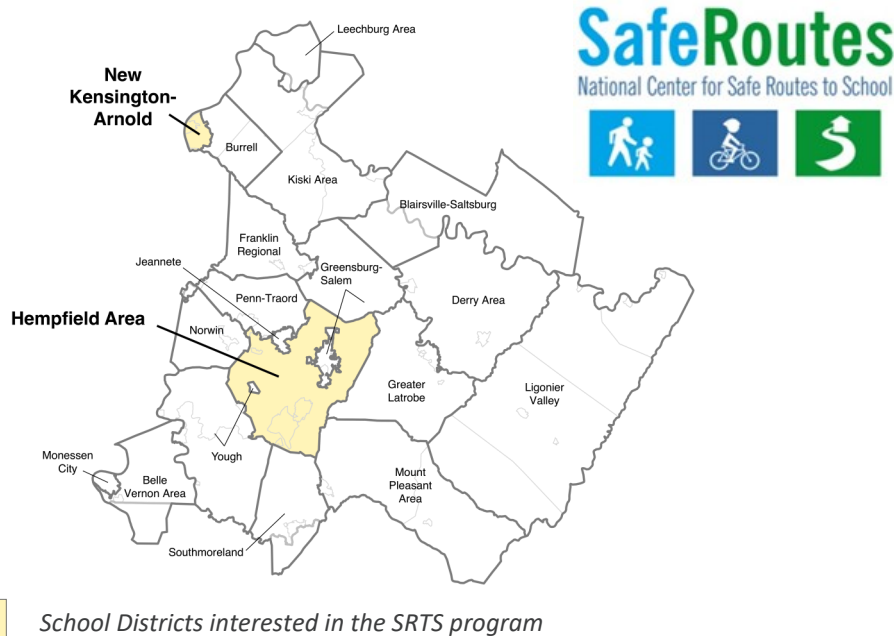 SafeRoutes
National Center for Safe Routes to School
Leechburg Area
New
Kensington-
Arnold
Burrell
Kiski Area
Blairsville-Saltsburg
Franklin
Regional
Jeannete
Greensburg-
Salem
Penn-Traord
Derry Area
Hempfield Area
Norwin
Greater
Latrobe
Ligonier
Valley
Monessen
City
Yough
Belle
Vernon Area
Mount
Pleasant
Area
Southmoreland
School Districts interested in the SRTS program